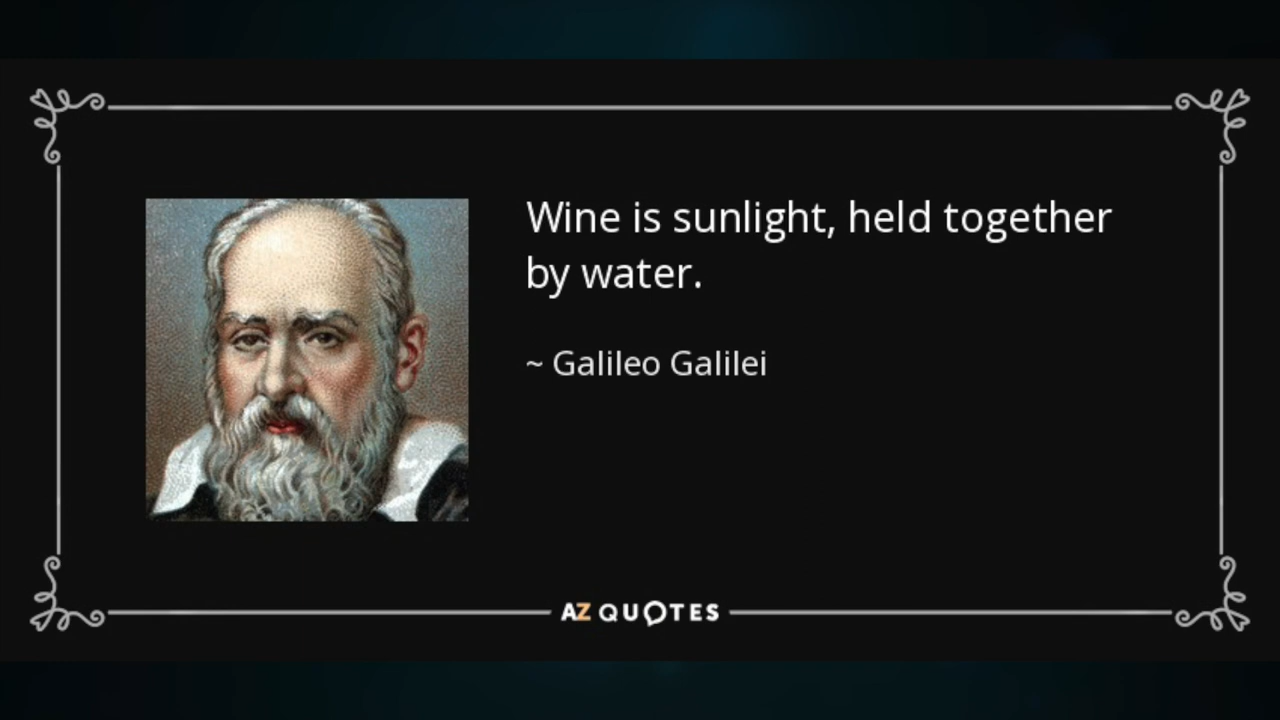 Wine is sunlight, held together
by water.
~ Galileo Galilei
AZ QUOTES